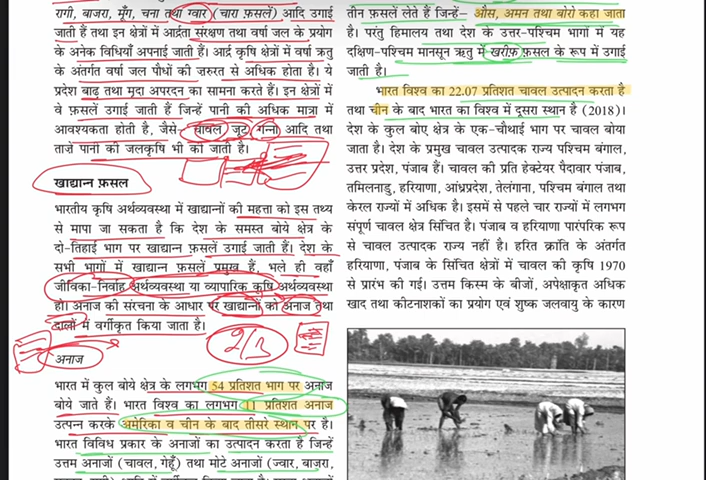 रागी, बाजरा, मूँग, चना तथा ग्वार (चारा फ़सलें) आदि उगाई
जाती हैं तथा इन क्षेत्रों में आर्द्रता संरक्षण तथा वर्षा जल के प्रयोग
के अनेक विधियाँ अपनाई जाती हैं। आर्द्र कृषि क्षेत्रों में वर्षा ऋतु
के अंतर्गत वर्षा जल पौधों की ज़रुरत से अधिक होता है। ये
प्रदेश बाढ़ तथा मृदा अपरदन का सामना करते हैं। इन क्षेत्रों में
वे फ़सलें उगाई जाती हैं जिन्हें पानी की अधिक मात्रा में
आवश्यकता होती है, जैसे- चावल, जूट, गन्ना आदि तथा
ताज़े पानी की जलकृषि भी की जाती है।
खाद्यान्न फ़सल
भारतीय कृषि अर्थव्यवस्था में खाद्यान्नों की महत्ता को इस तथ्य
से मापा जा सकता है कि देश के समस्त बोये क्षेत्र के
दो-तिहाई भाग पर खाद्यान्न फ़सलें उगाई जाती हैं। देश के
सभी भागों में खाद्यान्न फ़सलें प्रमुख हैं, भले ही वहाँ
जीविका-निर्वाह अर्थव्यवस्था या व्यापारिक कृषि अर्थव्यवस्था
हो। अनाज की संरचना के आधार पर खाद्यान्नों को अनाज तथा
दालों में वर्गीकृत किया जाता है।
2/3
अनाज
भारत में कुल बोये क्षेत्र के लगभग 54 प्रतिशत भाग पर अनाज
बोये जाते हैं। भारत विश्व का लगभग 11 प्रतिशत अनाज
उत्पन्न करके अमेरिका व चीन के बाद तीसरे स्थान पर है।
भारत विविध प्रकार के अनाजों का उत्पादन करता है जिन्हें
उत्तम अनाजों (चावल, गेहूँ) तथा मोटे अनाजों (ज्वार, बाजरा,
तीन फ़सलें लेते हैं जिन्हें- औस, अमन तथा बोरो कहा जाता
है। परंतु हिमालय तथा देश के उत्तर-पश्चिम भागों में यह
दक्षिण-पश्चिम मानसून ऋतु में खरीफ़ फ़सल के रूप में उगाई
जाती है।
भारत विश्व का 22.07 प्रतिशत चावल उत्पादन करता है
तथा चीन के बाद भारत का विश्व में दूसरा स्थान है (2018)।
देश के कुल बोए क्षेत्र के एक-चौथाई भाग पर चावल बोया
जाता है। देश के प्रमुख चावल उत्पादक राज्य पश्चिम बंगाल,
उत्तर प्रदेश, पंजाब हैं। चावल की प्रति हेक्टेयर पैदावार पंजाब,
तमिलनाडु, हरियाणा, आंध्रप्रदेश, तेलंगाना, पश्चिम बंगाल तथा
केरल राज्यों में अधिक है। इसमें से पहले चार राज्यों में लगभग
संपूर्ण चावल क्षेत्र सिंचित है। पंजाब व हरियाणा पारंपरिक रूप
से चावल उत्पादक राज्य नहीं है। हरित क्रांति के अंतर्गत
हरियाणा, पंजाब के सिंचित क्षेत्रों में चावल की कृषि 1970
से प्रारंभ की गई। उत्तम किस्म के बीजों, अपेक्षाकृत अधिक
खाद तथा कीटनाशकों का प्रयोग एवं शुष्क जलवायु के कारण